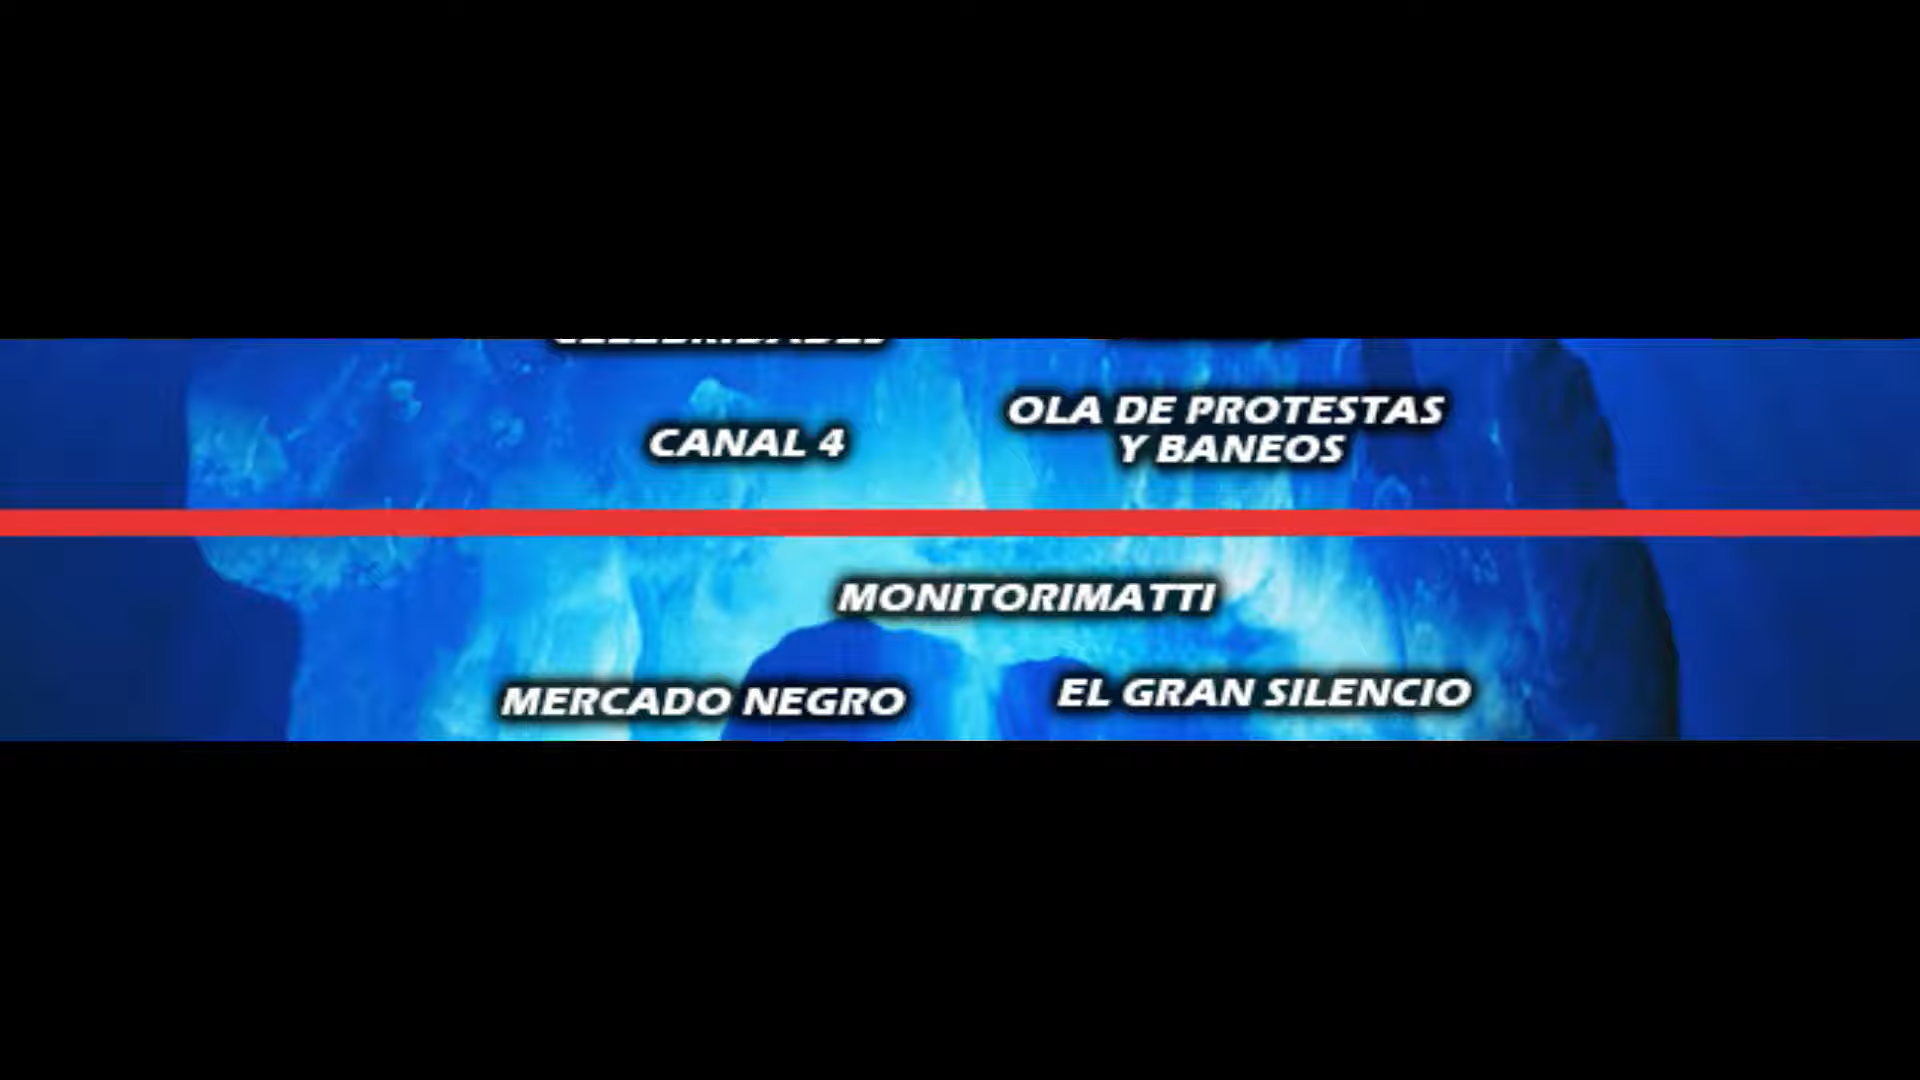 CANAL 4
OLA DE PROTESTAS
Y BANEOS
MONITORIMATTI
MERCADO NEGRO
EL GRAN SILENCIO